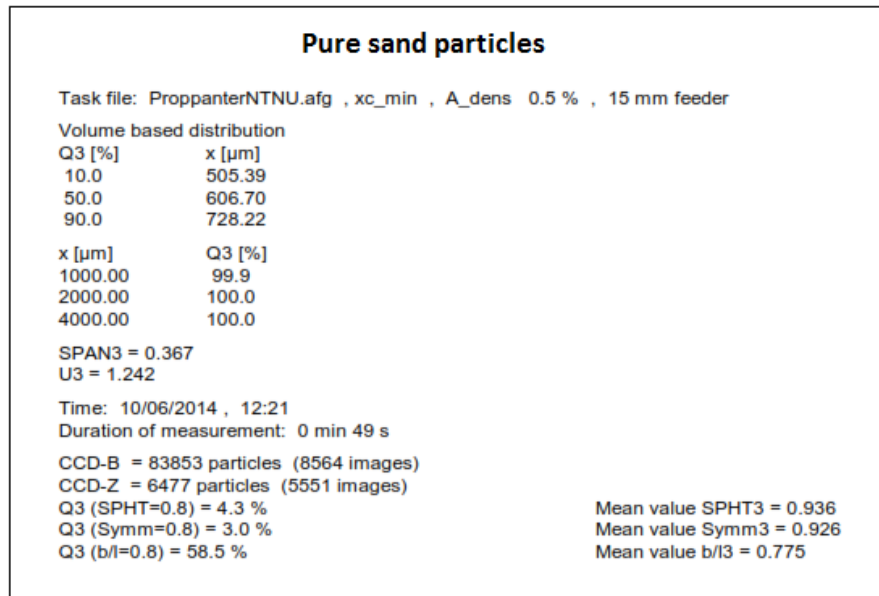 Pure sand particles
Task file: ProppanterNTNU.afg , xc_min , A_dens 0.5 % , 15 mm feeder
Volume based distribution
Q3 [%] x [µm]
10.0 505.39
50.0 606.70
90.0 728.22
x [µm] Q3 [%]
1000.00 99.9
2000.00 100.0
4000.00 100.0
SPAN3 = 0.367
U3 = 1.242
Time: 10/06/2014 , 12:21
Duration of measurement: 0 min 49 s
CCD-B = 83853 particles (8564 images)
CCD-Z = 6477 particles (5551 images)
Q3 (SPHT=0.8) = 4.3 % Mean value SPHT3 = 0.936
Q3 (Symm=0.8) = 3.0 % Mean value Symm3 = 0.926
Q3 (b/l=0.8) = 58.5 % Mean value b/l3 = 0.775